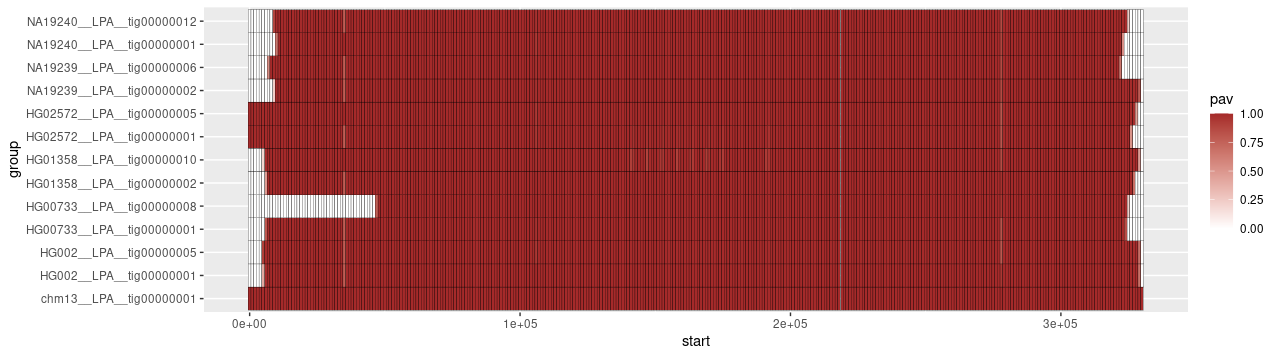 NA19240__LPA__tig00000012
NA19240__LPA__tig00000001
NA19239__LPA__tig00000006
NA19239__LPA__tig00000002
HG02572__LPA__tig00000005
HG02572__LPA__tig00000001
HG01358__LPA__tig00000010
HG01358__LPA__tig00000002
HG00733__LPA__tig00000008
HG00733__LPA__tig00000001
HG002__LPA__tig00000005
HG002__LPA__tig00000001
chm13__LPA__tig00000001
group
0e+00 1e+05 2e+05 3e+05
start
pav
1.00
0.75
0.50
0.25
0.00